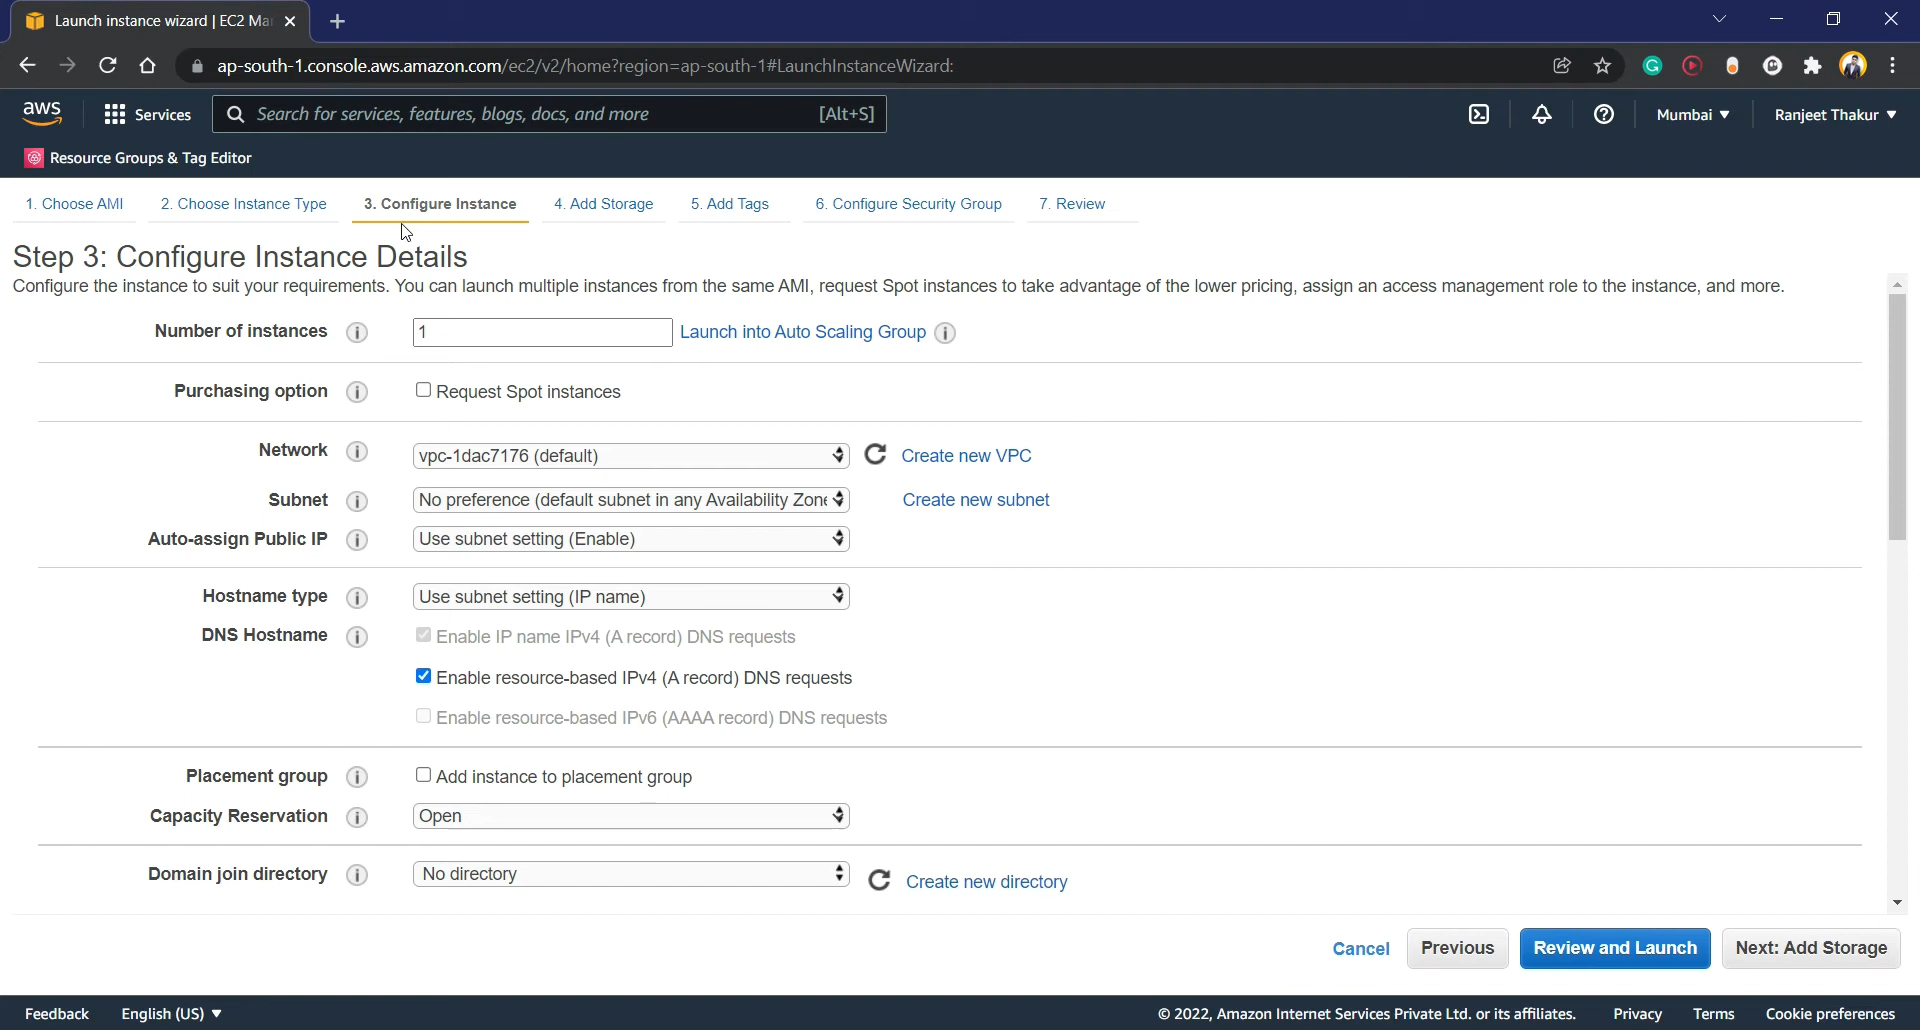 Launch instance wizard | EC2 Ma
ap-south-1.console.aws.amazon.com/ec2/v2/home?region=ap-south-1#LaunchInstanceWizard:
aws Services Search for services, features, blogs, docs, and more [Alt+S] Mumbai Ranjeet Thakur
Resource Groups & Tag Editor
1. Choose AMI 2. Choose Instance Type 3. Configure Instance 4. Add Storage 5. Add Tags 6. Configure Security Group 7. Review
Step 3: Configure Instance Details
Configure the instance to suit your requirements. You can launch multiple instances from the same AMI, request Spot instances to take advantage of the lower pricing, assign an access management role to the instance, and more.
Number of instances 1 Launch into Auto Scaling Group
Purchasing option Request Spot instances
Network vpc-1dac7176 (default) Create new VPC
Subnet No preference (default subnet in any Availability Zone Create new subnet
Auto-assign Public IP Use subnet setting (Enable)
Hostname type Use subnet setting (IP name)
DNS Hostname Enable IP name IPv4 (A record) DNS requests
Enable resource-based IPv4 (A record) DNS requests
Enable resource-based IPv6 (AAAA record) DNS requests
Placement group Add instance to placement group
Capacity Reservation Open
Domain join directory No directory Create new directory
Cancel Previous Review and Launch Next: Add Storage
Feedback English (US) © 2022, Amazon Internet Services Private Ltd. or its affiliates. Privacy Terms Cookie preferences